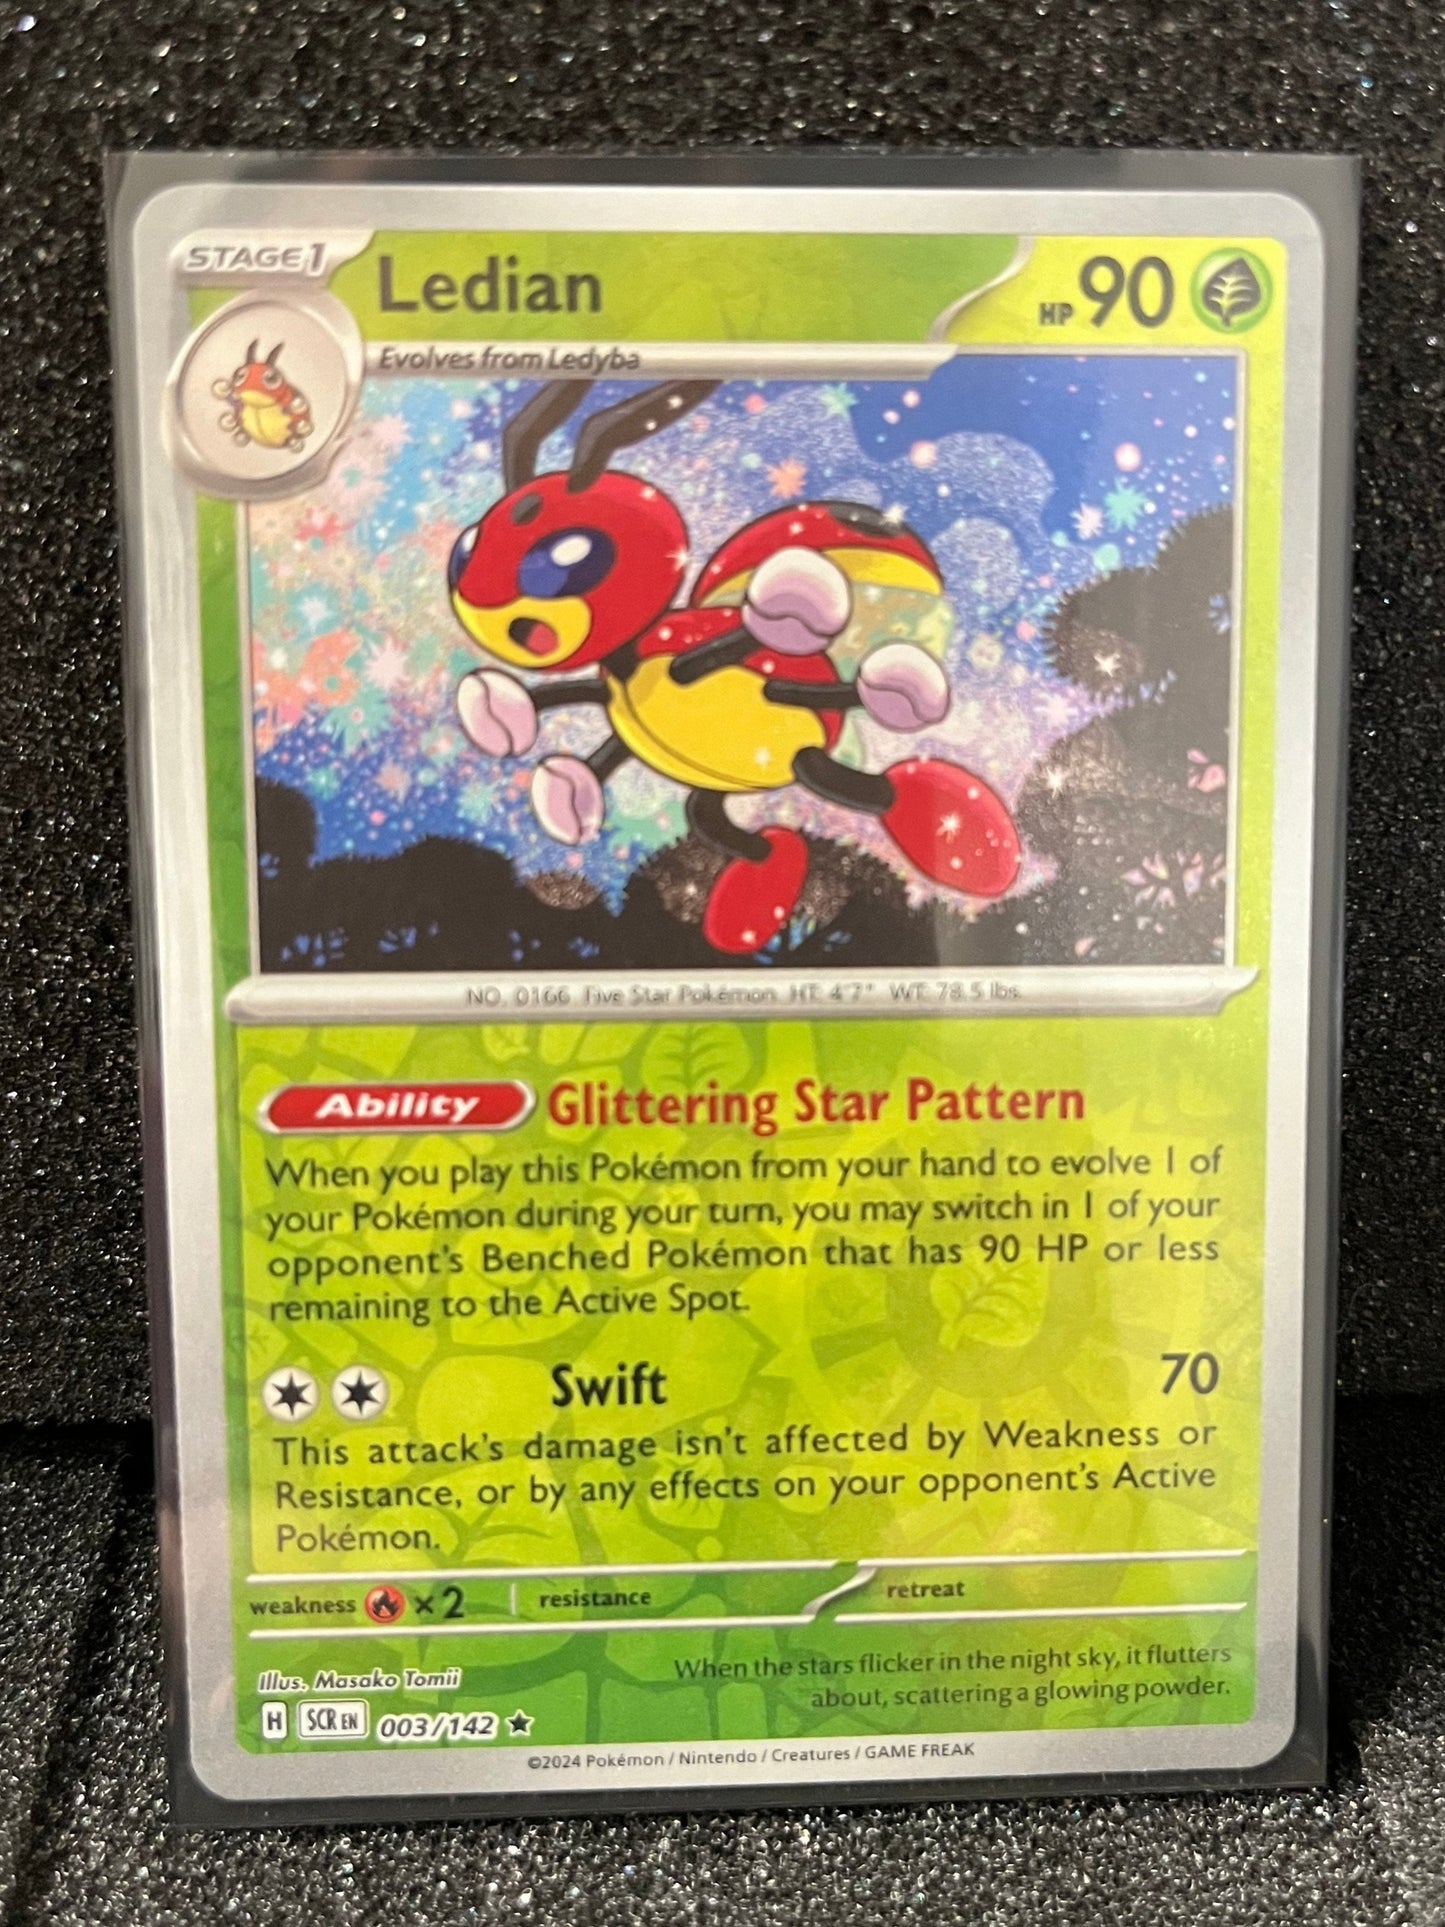 STAGE 1
Ledian
HP 90
Evolves from Ledyba
NO. 0166 Five Star Pokémon HT: 4'7" WT: 78.5 lbs.
Ability Glittering Star Pattern
When you play this Pokémon from your hand to evolve 1 of
your Pokémon during your turn, you may switch in 1 of your
opponent's Benched Pokémon that has 90 HP or less
remaining to the Active Spot.
Swift 70
This attack's damage isn't affected by Weakness or
Resistance, or by any effects on your opponent's Active
Pokémon.
weakness ×2 resistance retreat
Illus. Masako Tomii
When the stars flicker in the night sky, it flutters
about, scattering a glowing powder.
H SCR EN 003/142
©2024 Pokémon / Nintendo / Creatures / GAME FREAK